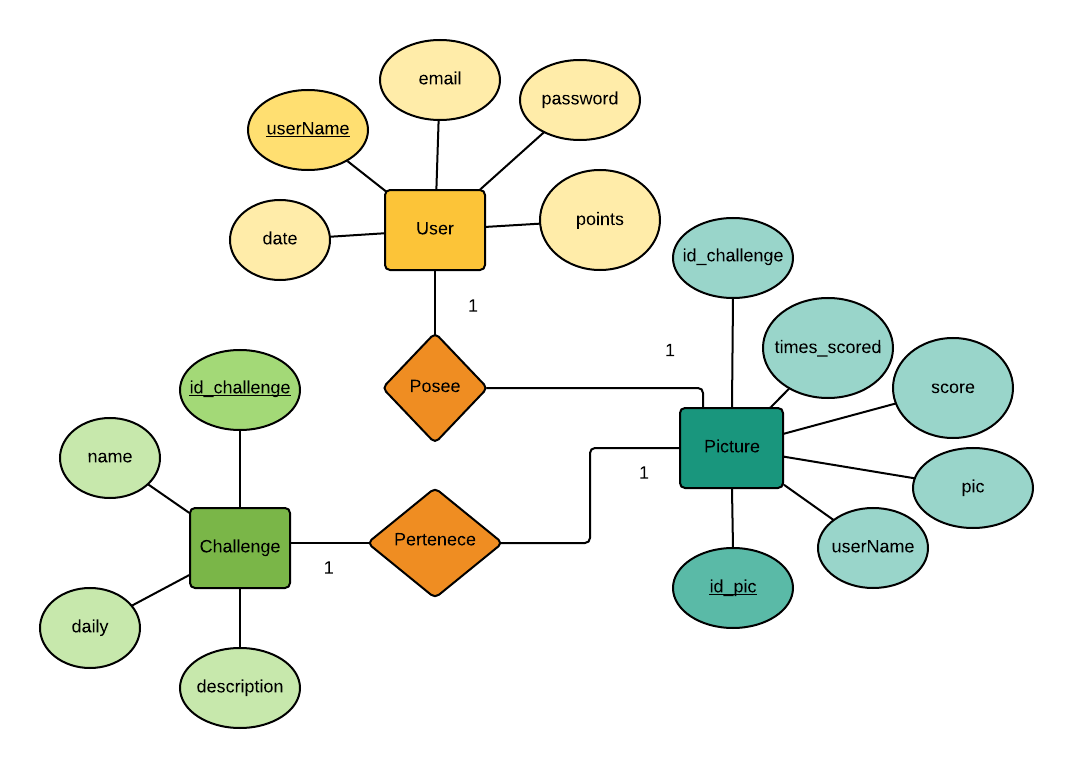 email
password
userName
points
User
date
id_challenge
1
times_scored
1
id_challenge
Posee
score
Picture
name
1
pic
Pertenece
Challenge
userName
1
id_pic
daily
description